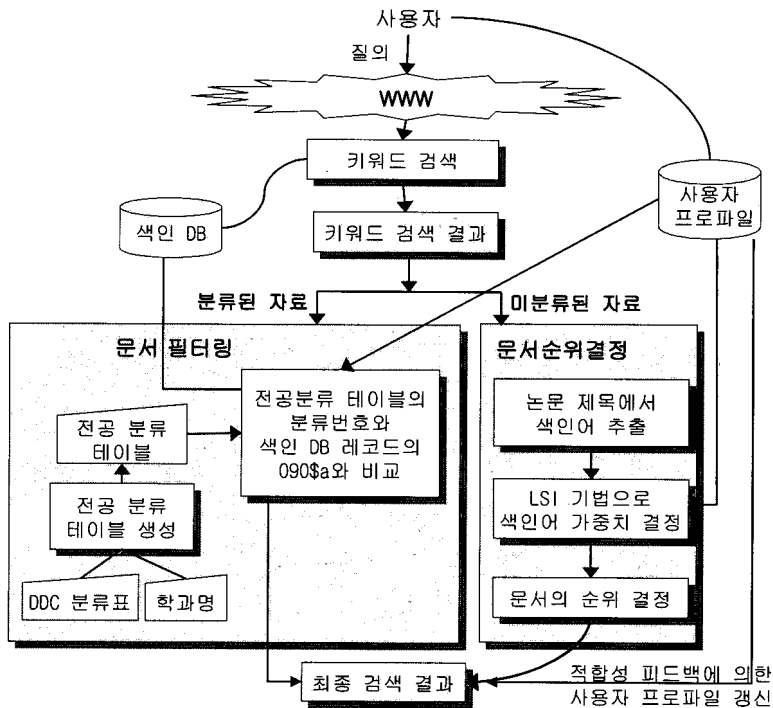 사용자
질의
WWW
키워드 검색
색인 DB
사용자
프로파일
키워드 검색 결과
분류된 자료
미분류된 자료
문서 필터링
문서순위결정
전공분류 테이블의
분류번호와
색인 DB 레코드의
090$a와 비교
전공 분류
테이블
전공 분류
테이블 생성
DDC 분류표
학과명
논문 제목에서
색인어 추출
LSI 기법으로
색인어 가중치 결정
문서의 순위 결정
최종 검색 결과
적합성 피드백에 의한
사용자 프로파일 갱신